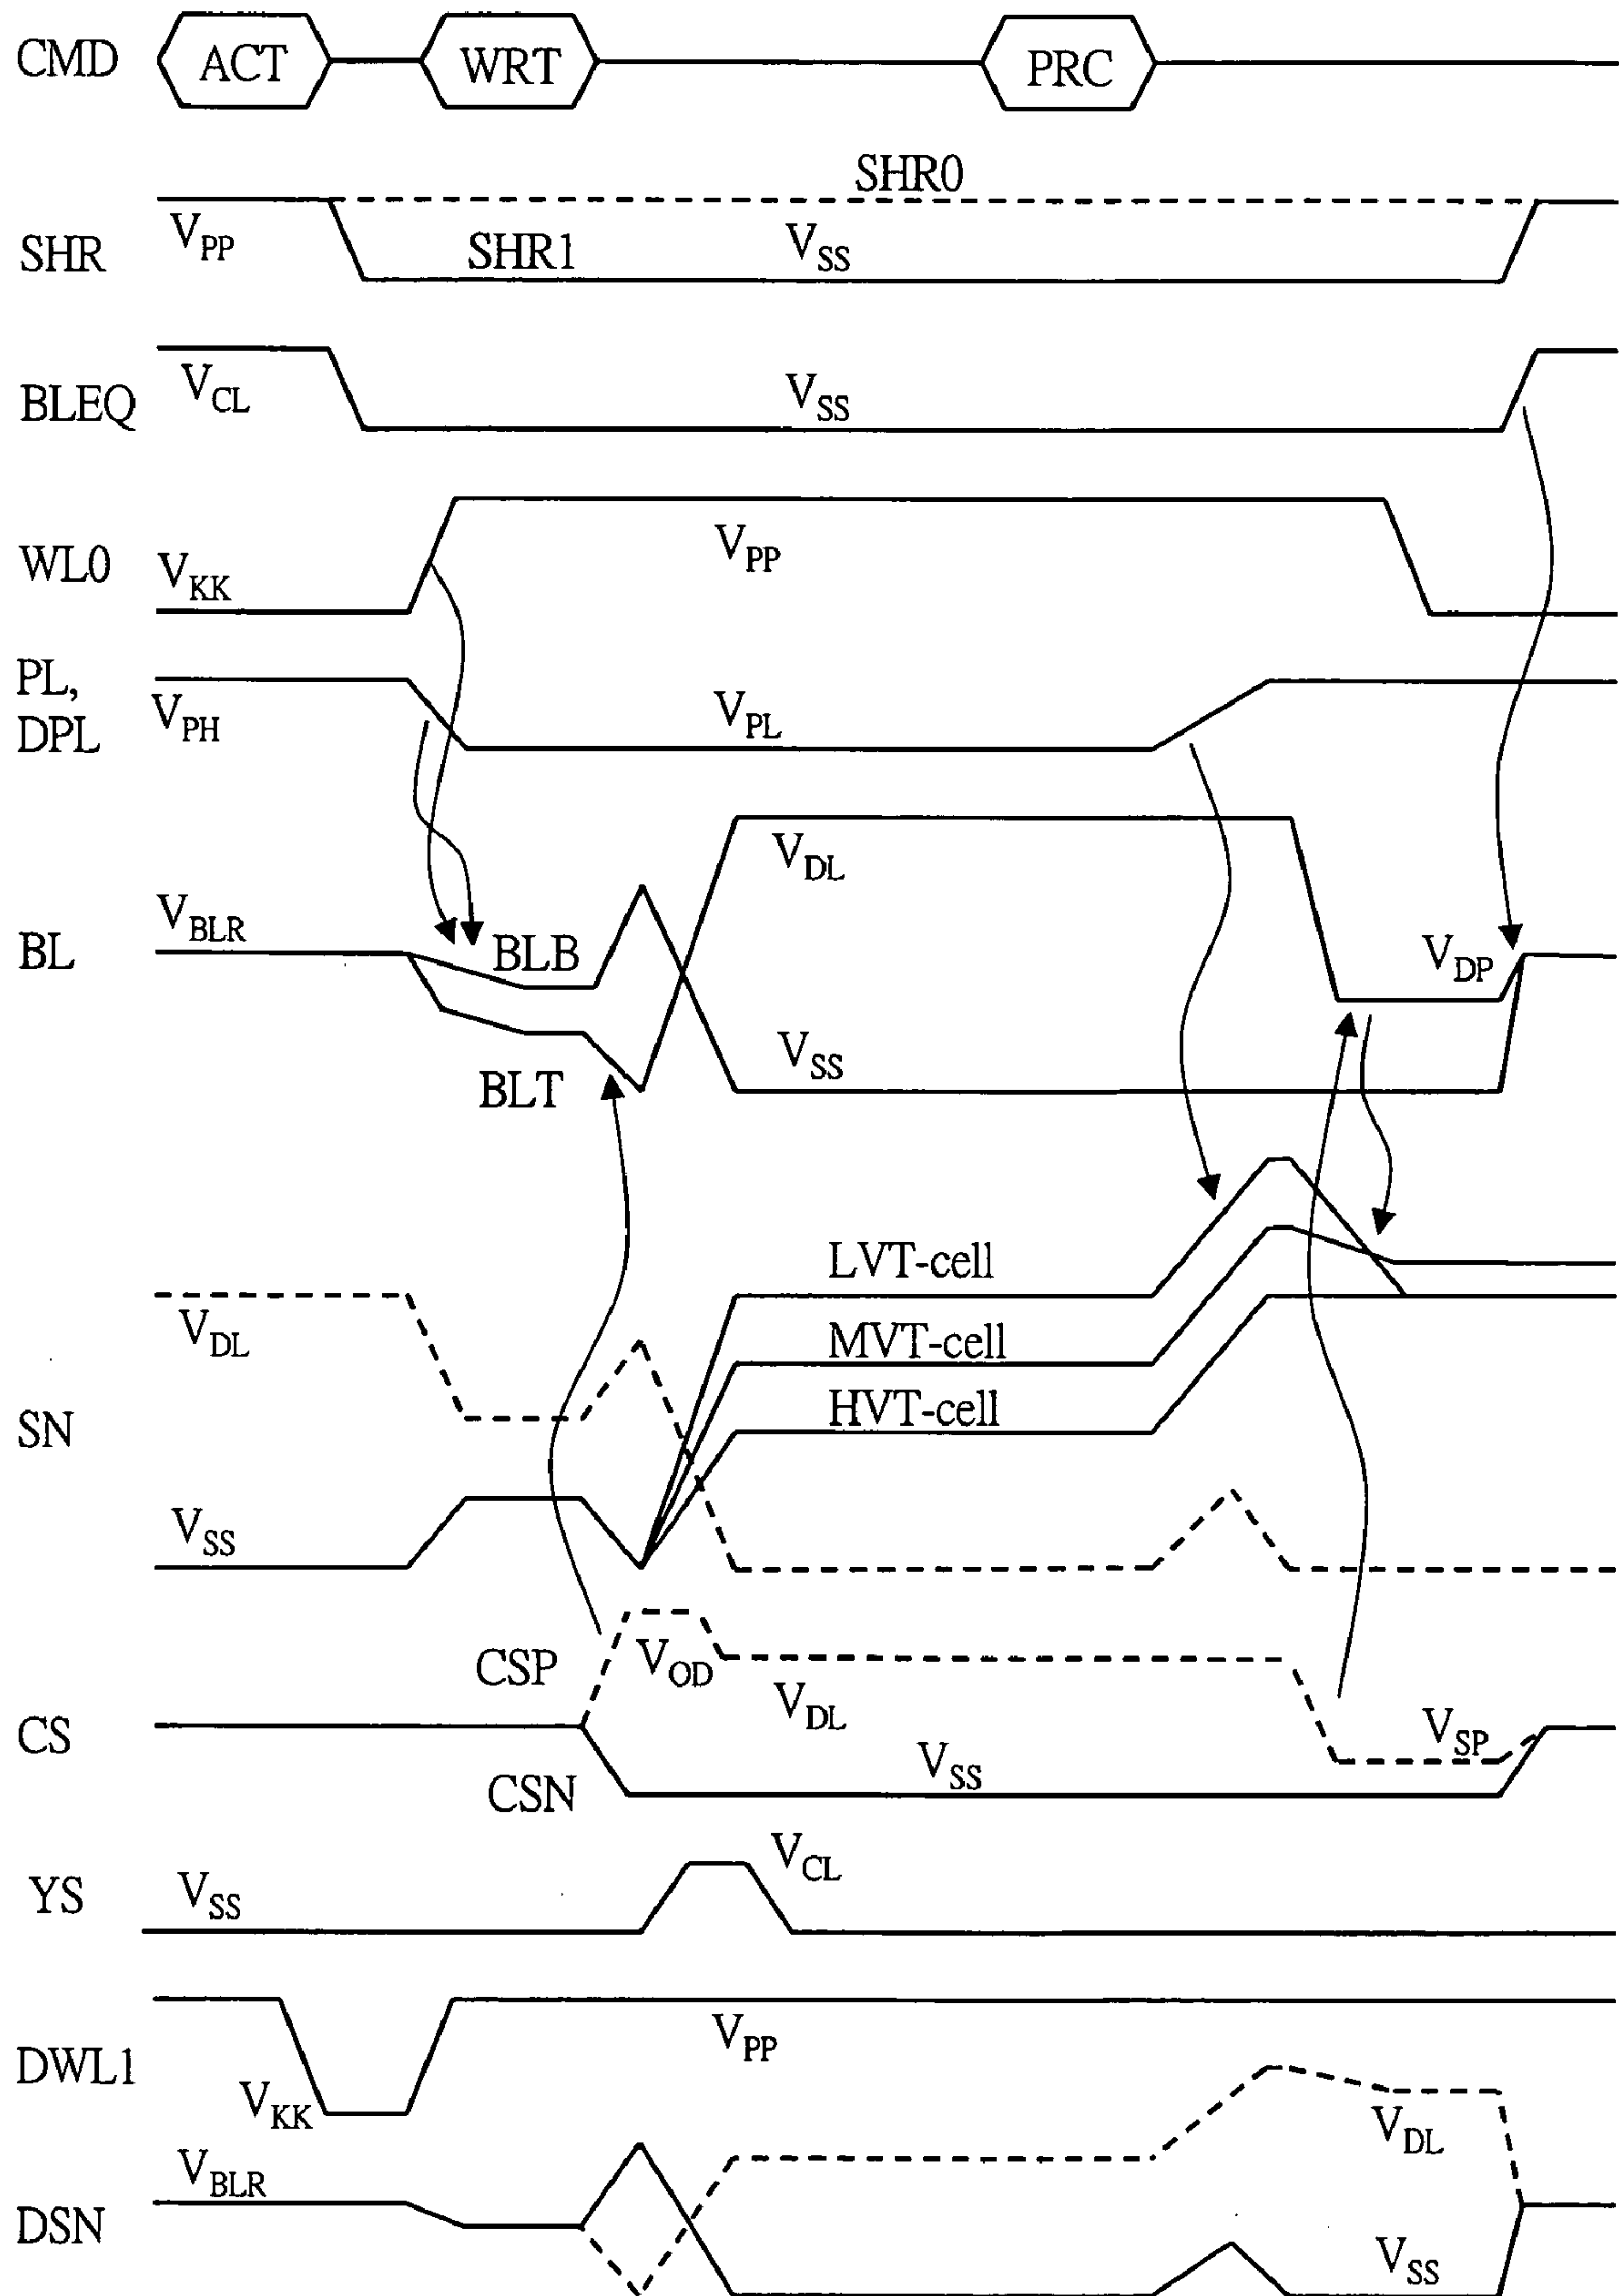 CMD ACT WRT PRC
SHR0
SHR VPP SHR1 VSS
BLEQ VCL VSS
WL0 VKK VPP
PL,
DPL VPH VPL
VDL
BL VBLR BLB VDP
VSS
BLT
LVT-cell
VDL MVT-cell
SN HVT-cell
VSS
CSP VOD
CS VDL VSP
CSN VSS
YS VSS VCL
VPP
DWL1 VKK VDL
VBLR
DSN VSS